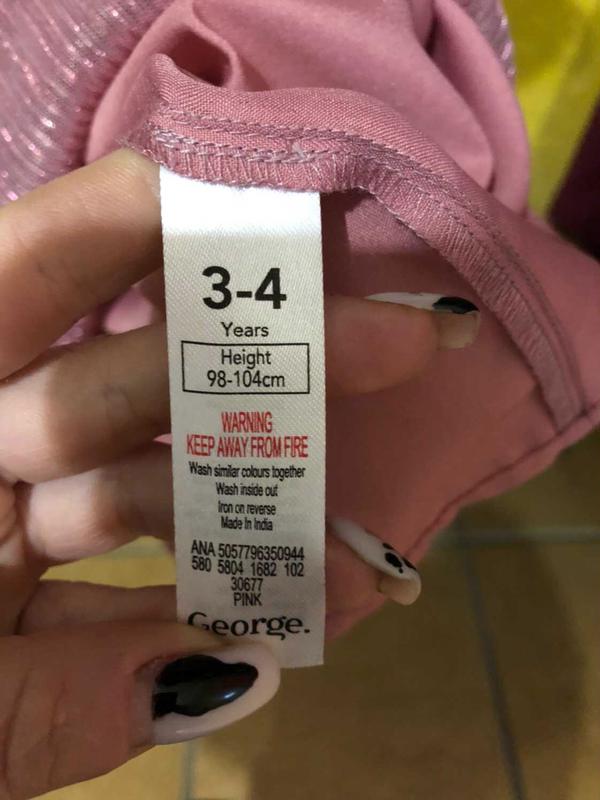 3-4
Years
Height
98-104cm
WARNING
KEEP AWAY FROM FIRE
Wash similar colours together
Wash inside out
Iron on reverse
Made In India
ANA 5057796350944
580 5804 1682 102
30677
PINK
George.